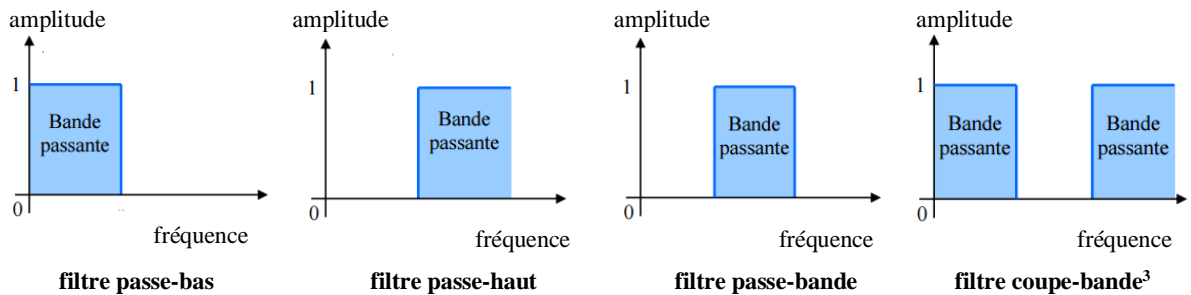 amplitude
1
Bande
passante
0
fréquence
filtre passe-bas
amplitude
1
Bande
passante
0
fréquence
filtre passe-haut
amplitude
1
Bande
passante
0
fréquence
filtre passe-bande
amplitude
1
Bande
passante
Bande
passante
0
fréquence
filtre coupe-bande³